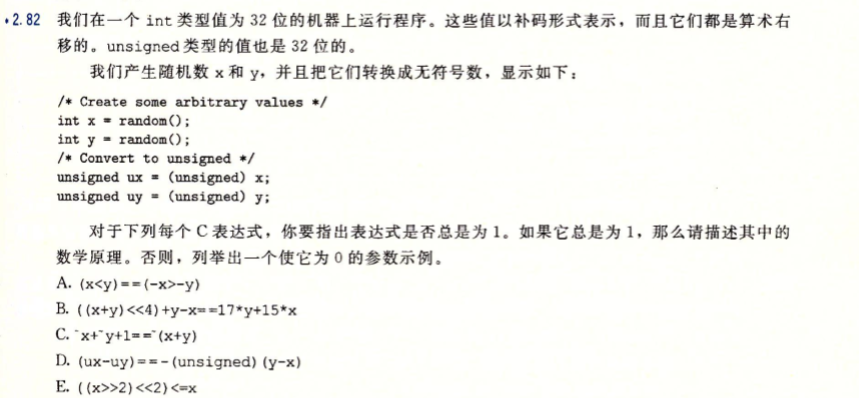 • 2.82 我们在一个 int 类型值为 32 位的机器上运行程序。这些值以补码形式表示，而且它们都是算术右
移的。unsigned 类型的值也是 32 位的。
我们产生随机数 x 和 y，并且把它们转换成无符号数，显示如下：
/* Create some arbitrary values */
int x = random();
int y = random();
/* Convert to unsigned */
unsigned ux = (unsigned) x;
unsigned uy = (unsigned) y;
对于下列每个 C 表达式，你要指出表达式是否总是为 1。如果它总是为 1，那么请描述其中的
数学原理。否则，列举出一个使它为 0 的参数示例。
A. (x<y)==(-x>-y)
B. ((x+y)<<4)+y-x==17*y+15*x
C. ~x+~y+1==~(x+y)
D. (ux-uy)==-(unsigned)(y-x)
E. ((x>>2)<<2)<=x